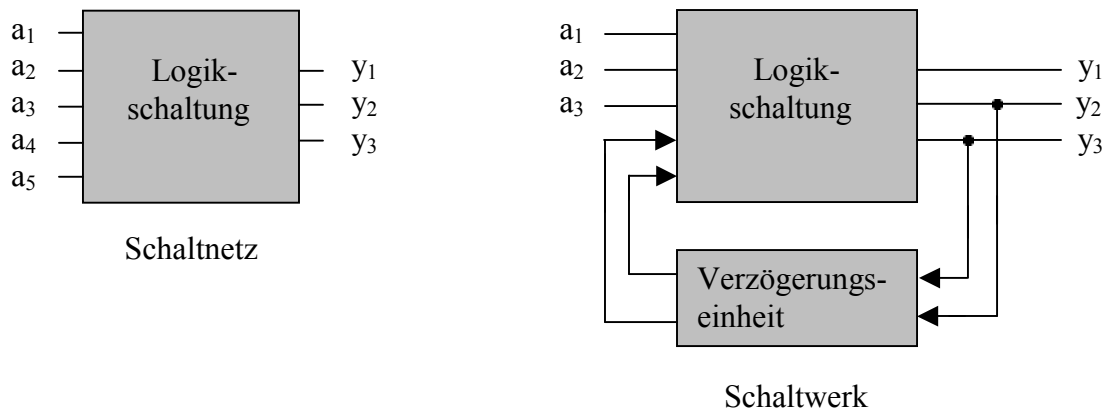 a₁
a₂
a₃
a₄
a₅
Logik-
schaltung
y₁
y₂
y₃
Schaltnetz
a₁
a₂
a₃
Logik-
schaltung
y₁
y₂
y₃
Verzögerungs-
einheit
Schaltwerk